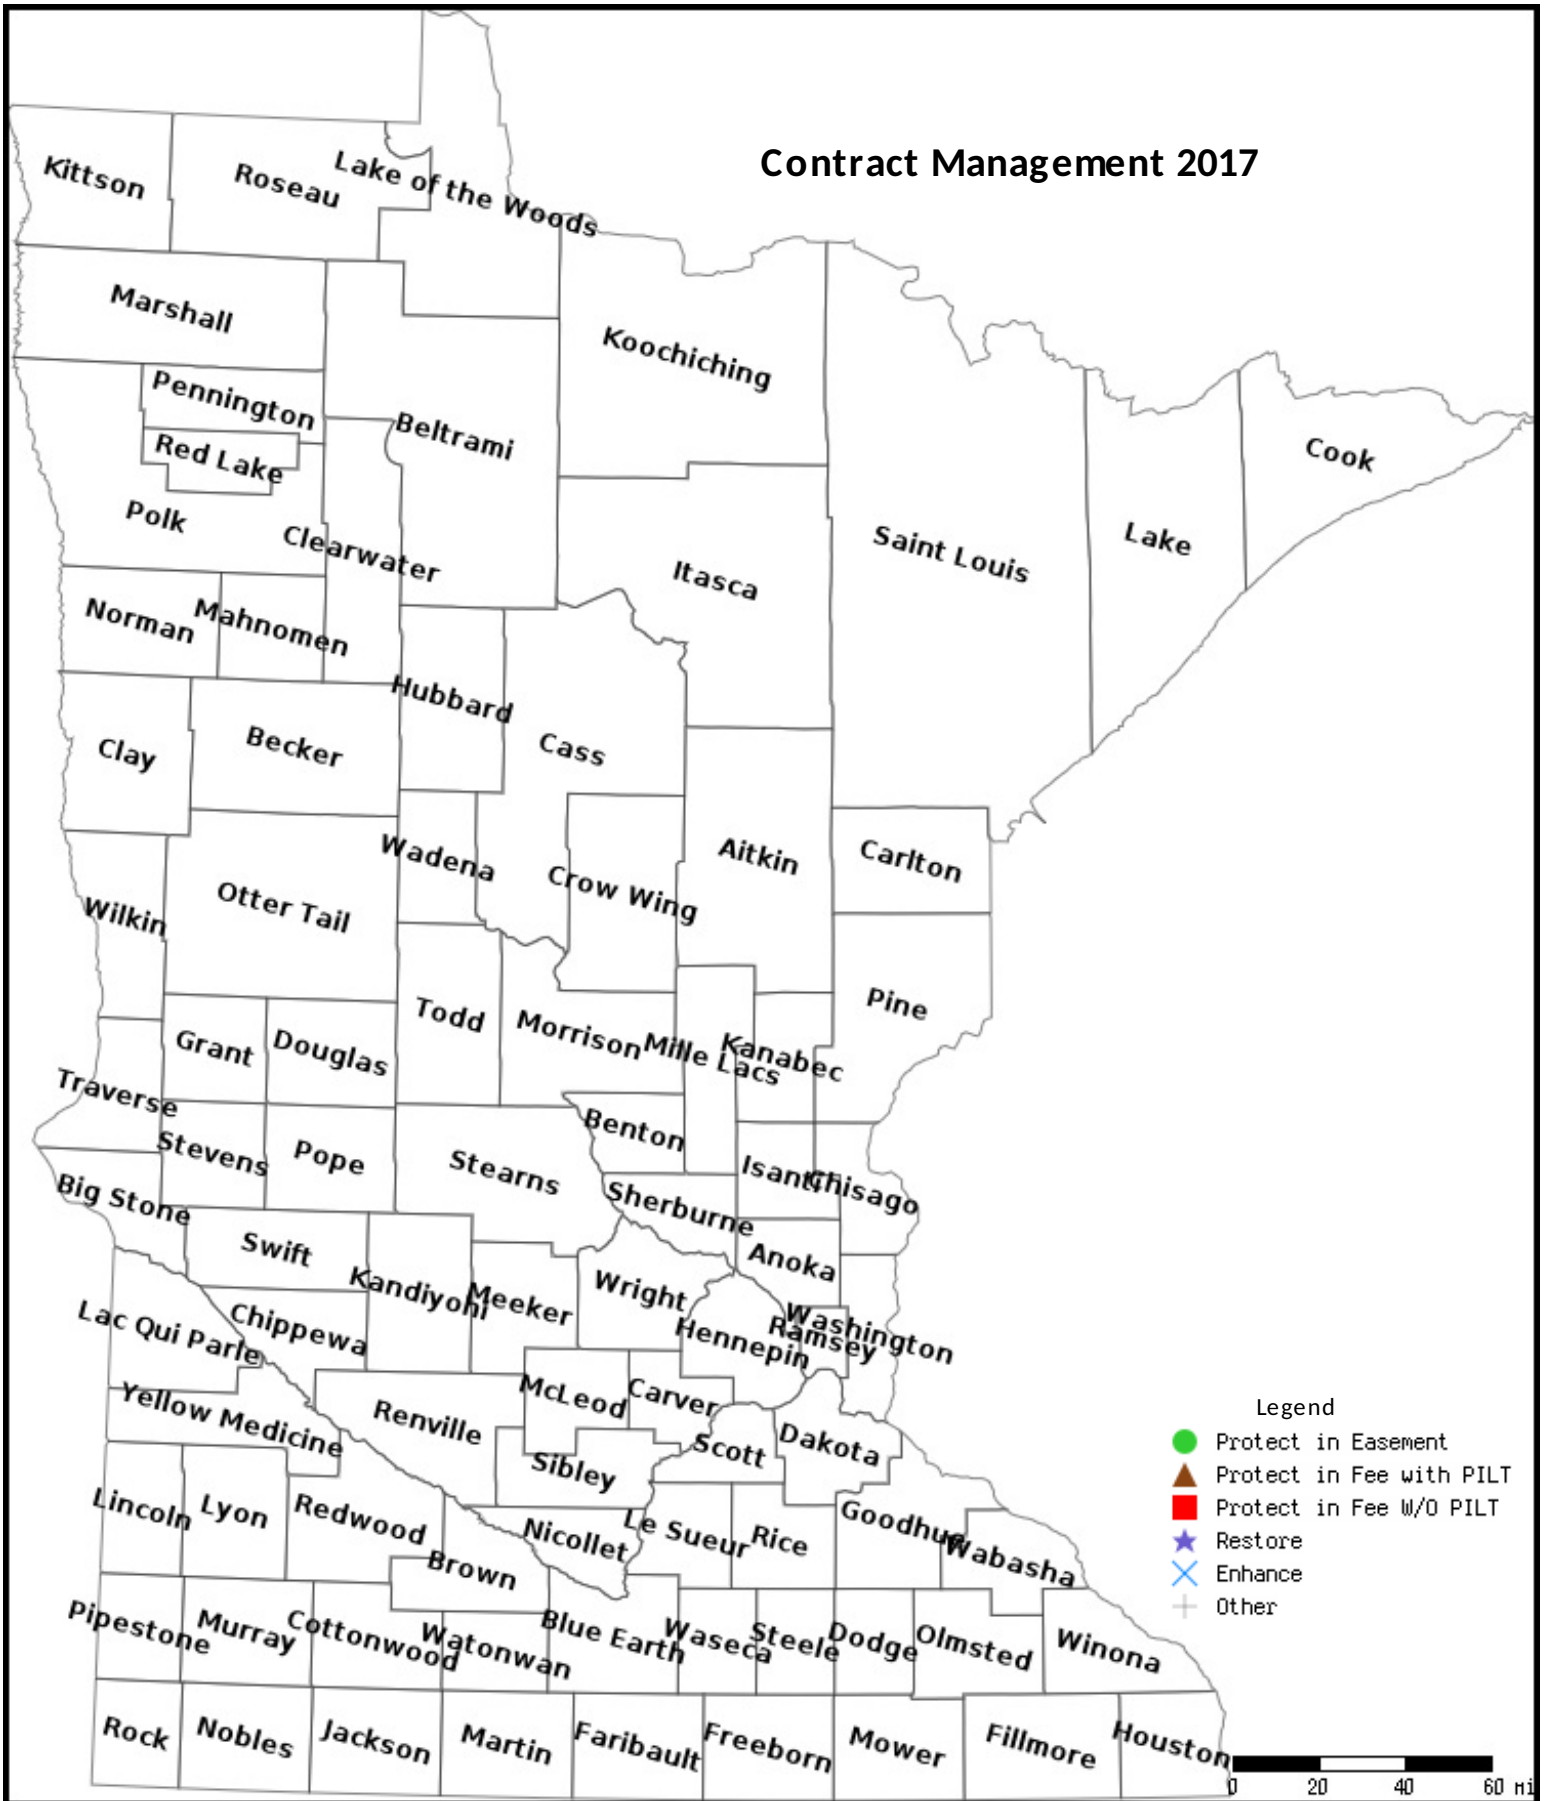 Contract Management 2017
Kittson
Roseau
Lake of the Woods
Marshall
Koochiching
Pennington
Beltrami
Red Lake
Cook
Polk
Clearwater
Saint Louis
Lake
Itasca
Norman
Mahnomen
Hubbard
Clay
Becker
Cass
Wadena
Aitkin
Carlton
Otter Tail
Crow Wing
Wilkin
Pine
Todd
Morrison
Mille Lacs
Kanabec
Grant
Douglas
Traverse
Benton
Stevens
Pope
Stearns
Isanti
Chisago
Big Stone
Sherburne
Swift
Anoka
Kandiyohi
Meeker
Wright
Lac Qui Parle
Chippewa
Washington
Ramsey
Hennepin
McLeod
Carver
Yellow Medicine
Renville
Scott
Dakota
Sibley
Lincoln
Lyon
Redwood
Nicollet
Le Sueur
Rice
Goodhue
Wabasha
Brown
Pipestone
Murray
Cottonwood
Watonwan
Blue Earth
Waseca
Steele
Dodge
Olmsted
Winona
Rock
Nobles
Jackson
Martin
Faribault
Freeborn
Mower
Fillmore
Houston
Legend
Protect in Easement
Protect in Fee with PILT
Protect in Fee W/O PILT
Restore
Enhance
Other
0 20 40 60 mi